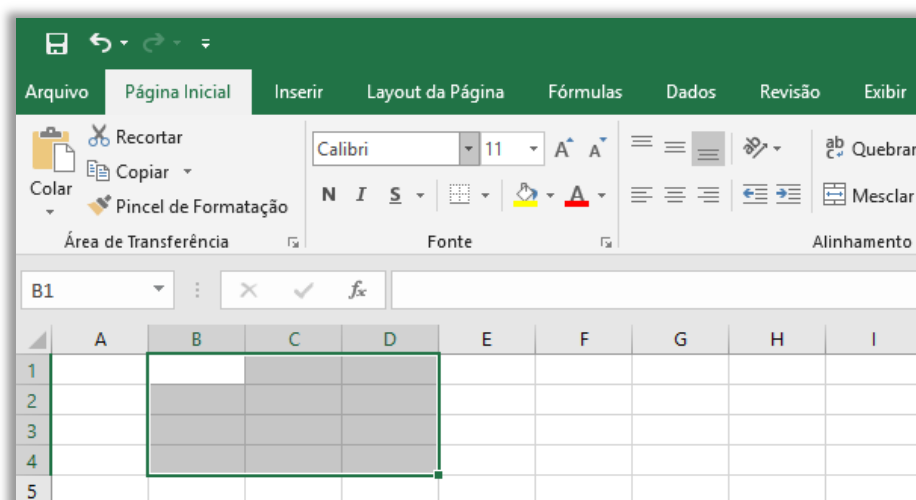 Arquivo Página Inicial Inserir Layout da Página Fórmulas Dados Revisão Exibir
Colar
Recortar
Copiar
Pincel de Formatação
Área de Transferência
Calibri 11 A A
N I S A
Fonte
ab Quebrar
Mesclar
Alinhamento
B1 fx
A B C D E F G H I
1
2
3
4
5